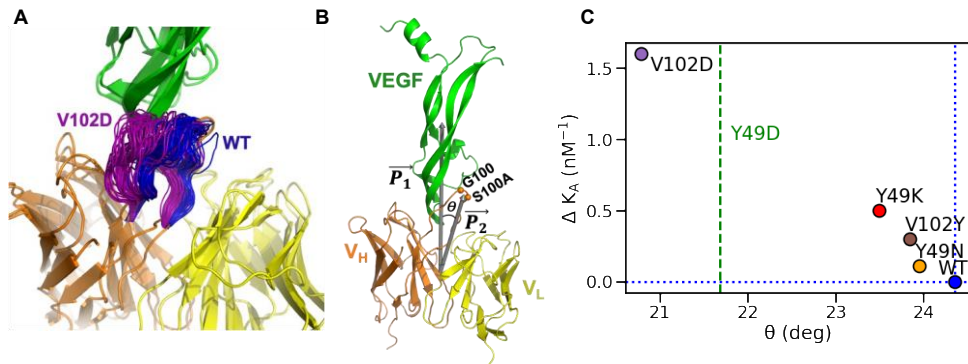 A
V102D
WT
B
VEGF
P1
G100
S100A
θ
P2
VH
VL
C
Δ KA (nM−1)
1.5
1.0
0.5
0.0
V102D
Y49D
Y49K
V102Y
Y49N
WT
21 22 23 24
θ (deg)